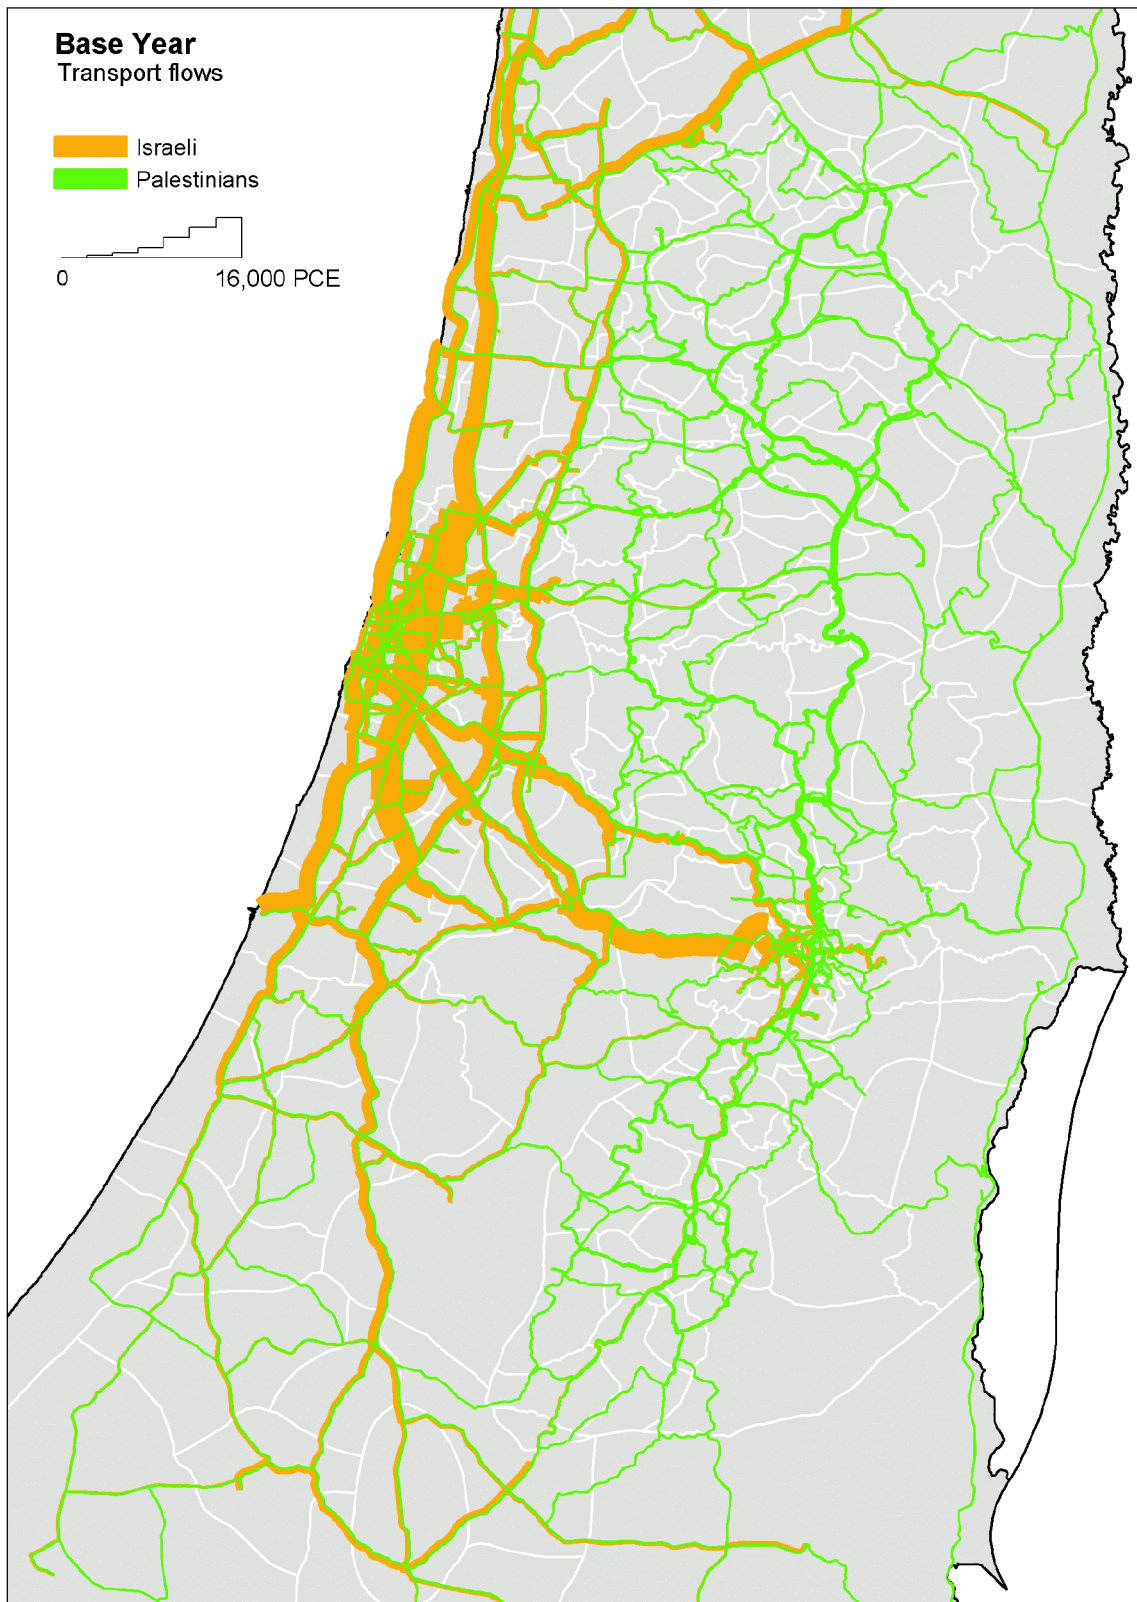 Base Year
Transport flows
Israeli
Palestinians
0 16,000 PCE